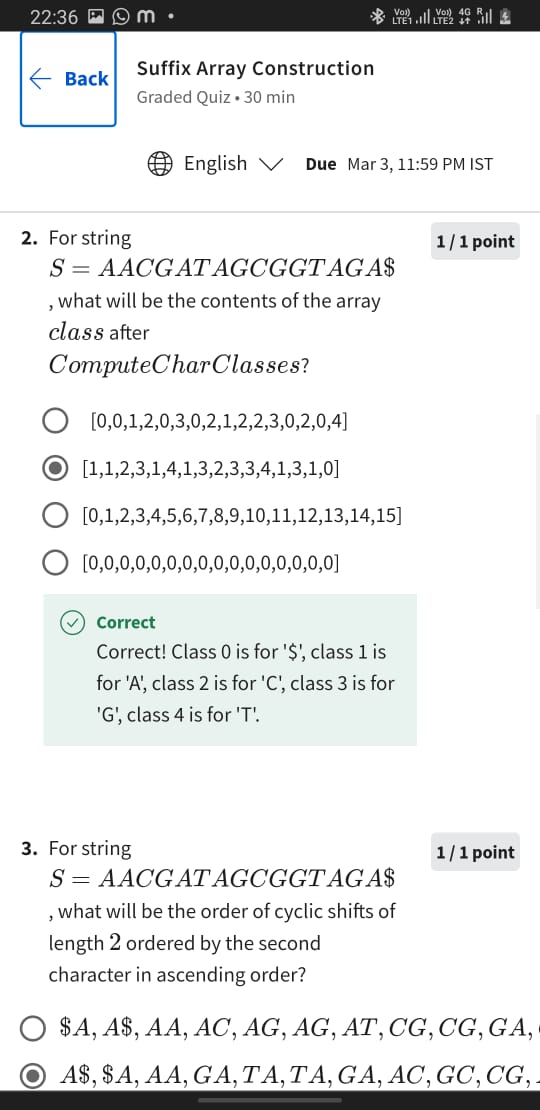 22:36 m •
Vo)) LTE1 Vo)) LTE2 4G R
← Back
Suffix Array Construction
Graded Quiz • 30 min
English Due Mar 3, 11:59 PM IST
2. For string 1 / 1 point
S = AACGATAGCGGTAGA$
, what will be the contents of the array
class after
ComputeCharClasses?
[0,0,1,2,0,3,0,2,1,2,2,3,0,2,0,4]
[1,1,2,3,1,4,1,3,2,3,3,4,1,3,1,0]
[0,1,2,3,4,5,6,7,8,9,10,11,12,13,14,15]
[0,0,0,0,0,0,0,0,0,0,0,0,0,0,0,0]
Correct
Correct! Class 0 is for '$', class 1 is
for 'A', class 2 is for 'C', class 3 is for
'G', class 4 is for 'T'.
3. For string 1 / 1 point
S = AACGATAGCGGTAGA$
, what will be the order of cyclic shifts of
length 2 ordered by the second
character in ascending order?
$A, A$, AA, AC, AG, AG, AT, CG, CG, GA,
A$, $A, AA, GA, TA, TA, GA, AC, GC, CG,